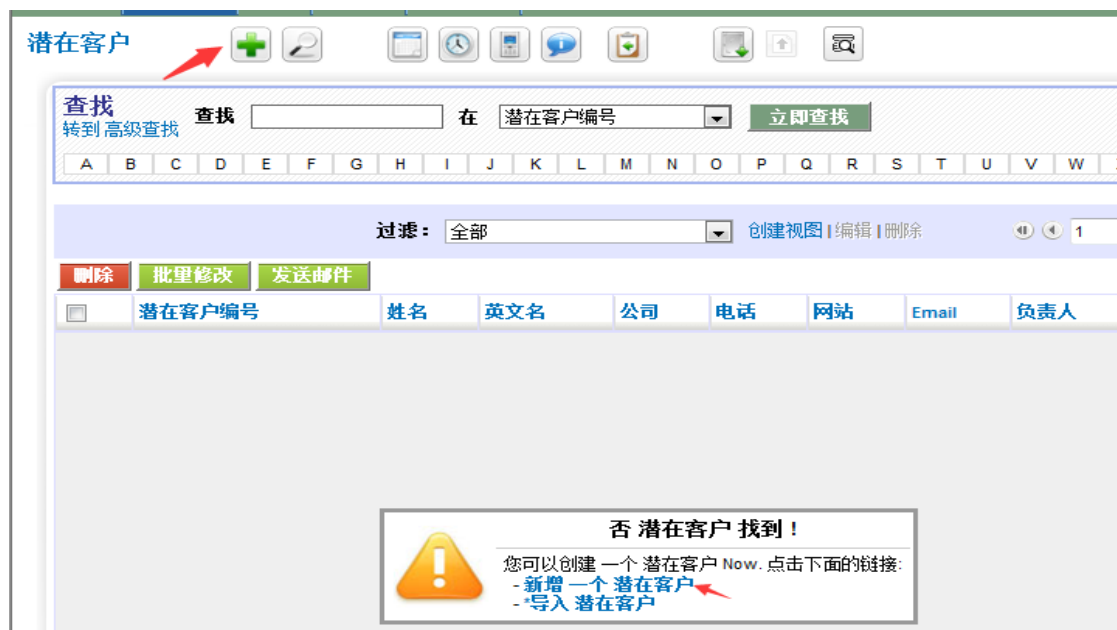 潜在客户
查找
转到 高级查找
查找 在 潜在客户编号 立即查找
A B C D E F G H I J K L M N O P Q R S T U V W
过滤： 全部 创建视图 | 编辑 | 删除 1
删除 批里修改 发送邮件
潜在客户编号 姓名 英文名 公司 电话 网站 Email 负责人
否 潜在客户 找到！
您可以创建 一个 潜在客户 Now. 点击下面的链接:
- 新增 一个 潜在客户
- *导入 潜在客户